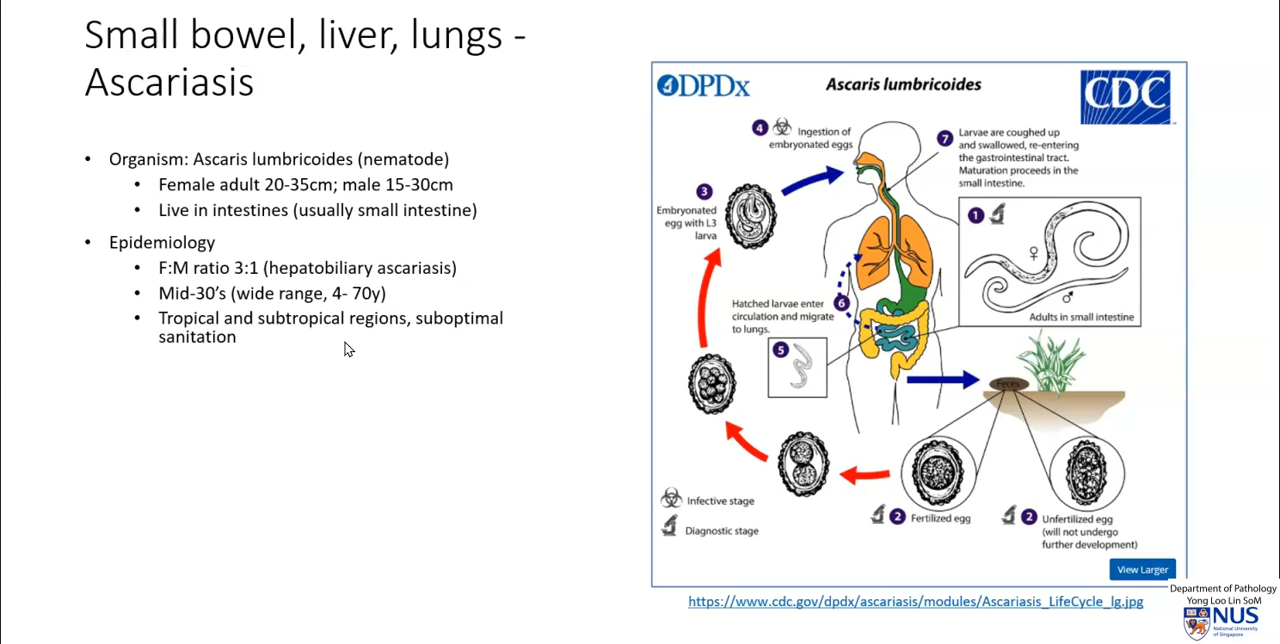 Small bowel, liver, lungs -
Ascariasis
• Organism: Ascaris lumbricoides (nematode)
• Female adult 20-35cm; male 15-30cm
• Live in intestines (usually small intestine)
• Epidemiology
• F:M ratio 3:1 (hepatobiliary ascariasis)
• Mid-30’s (wide range, 4- 70y)
• Tropical and subtropical regions, suboptimal
sanitation
DPDx
Ascaris lumbricoides
CDC
4
Ingestion of
embryonated eggs
7
Larvae are coughed up
and swallowed, re-entering
the gastrointestinal tract.
Maturation proceeds in the
small intestine.
3
Embryonated
egg with L3
larva
1
♀
♂
Adults in small intestine
Hatched larvae enter
circulation and migrate
to lungs.
6
5
Feces
Infective stage
Diagnostic stage
2 Fertilized egg
2 Unfertilized egg
(will not undergo
further development)
View Larger
https://www.cdc.gov/dpdx/ascariasis/modules/Ascariasis_LifeCycle_lg.jpg
Department of Pathology
Yong Loo Lin SoM
NUS
National University
of Singapore